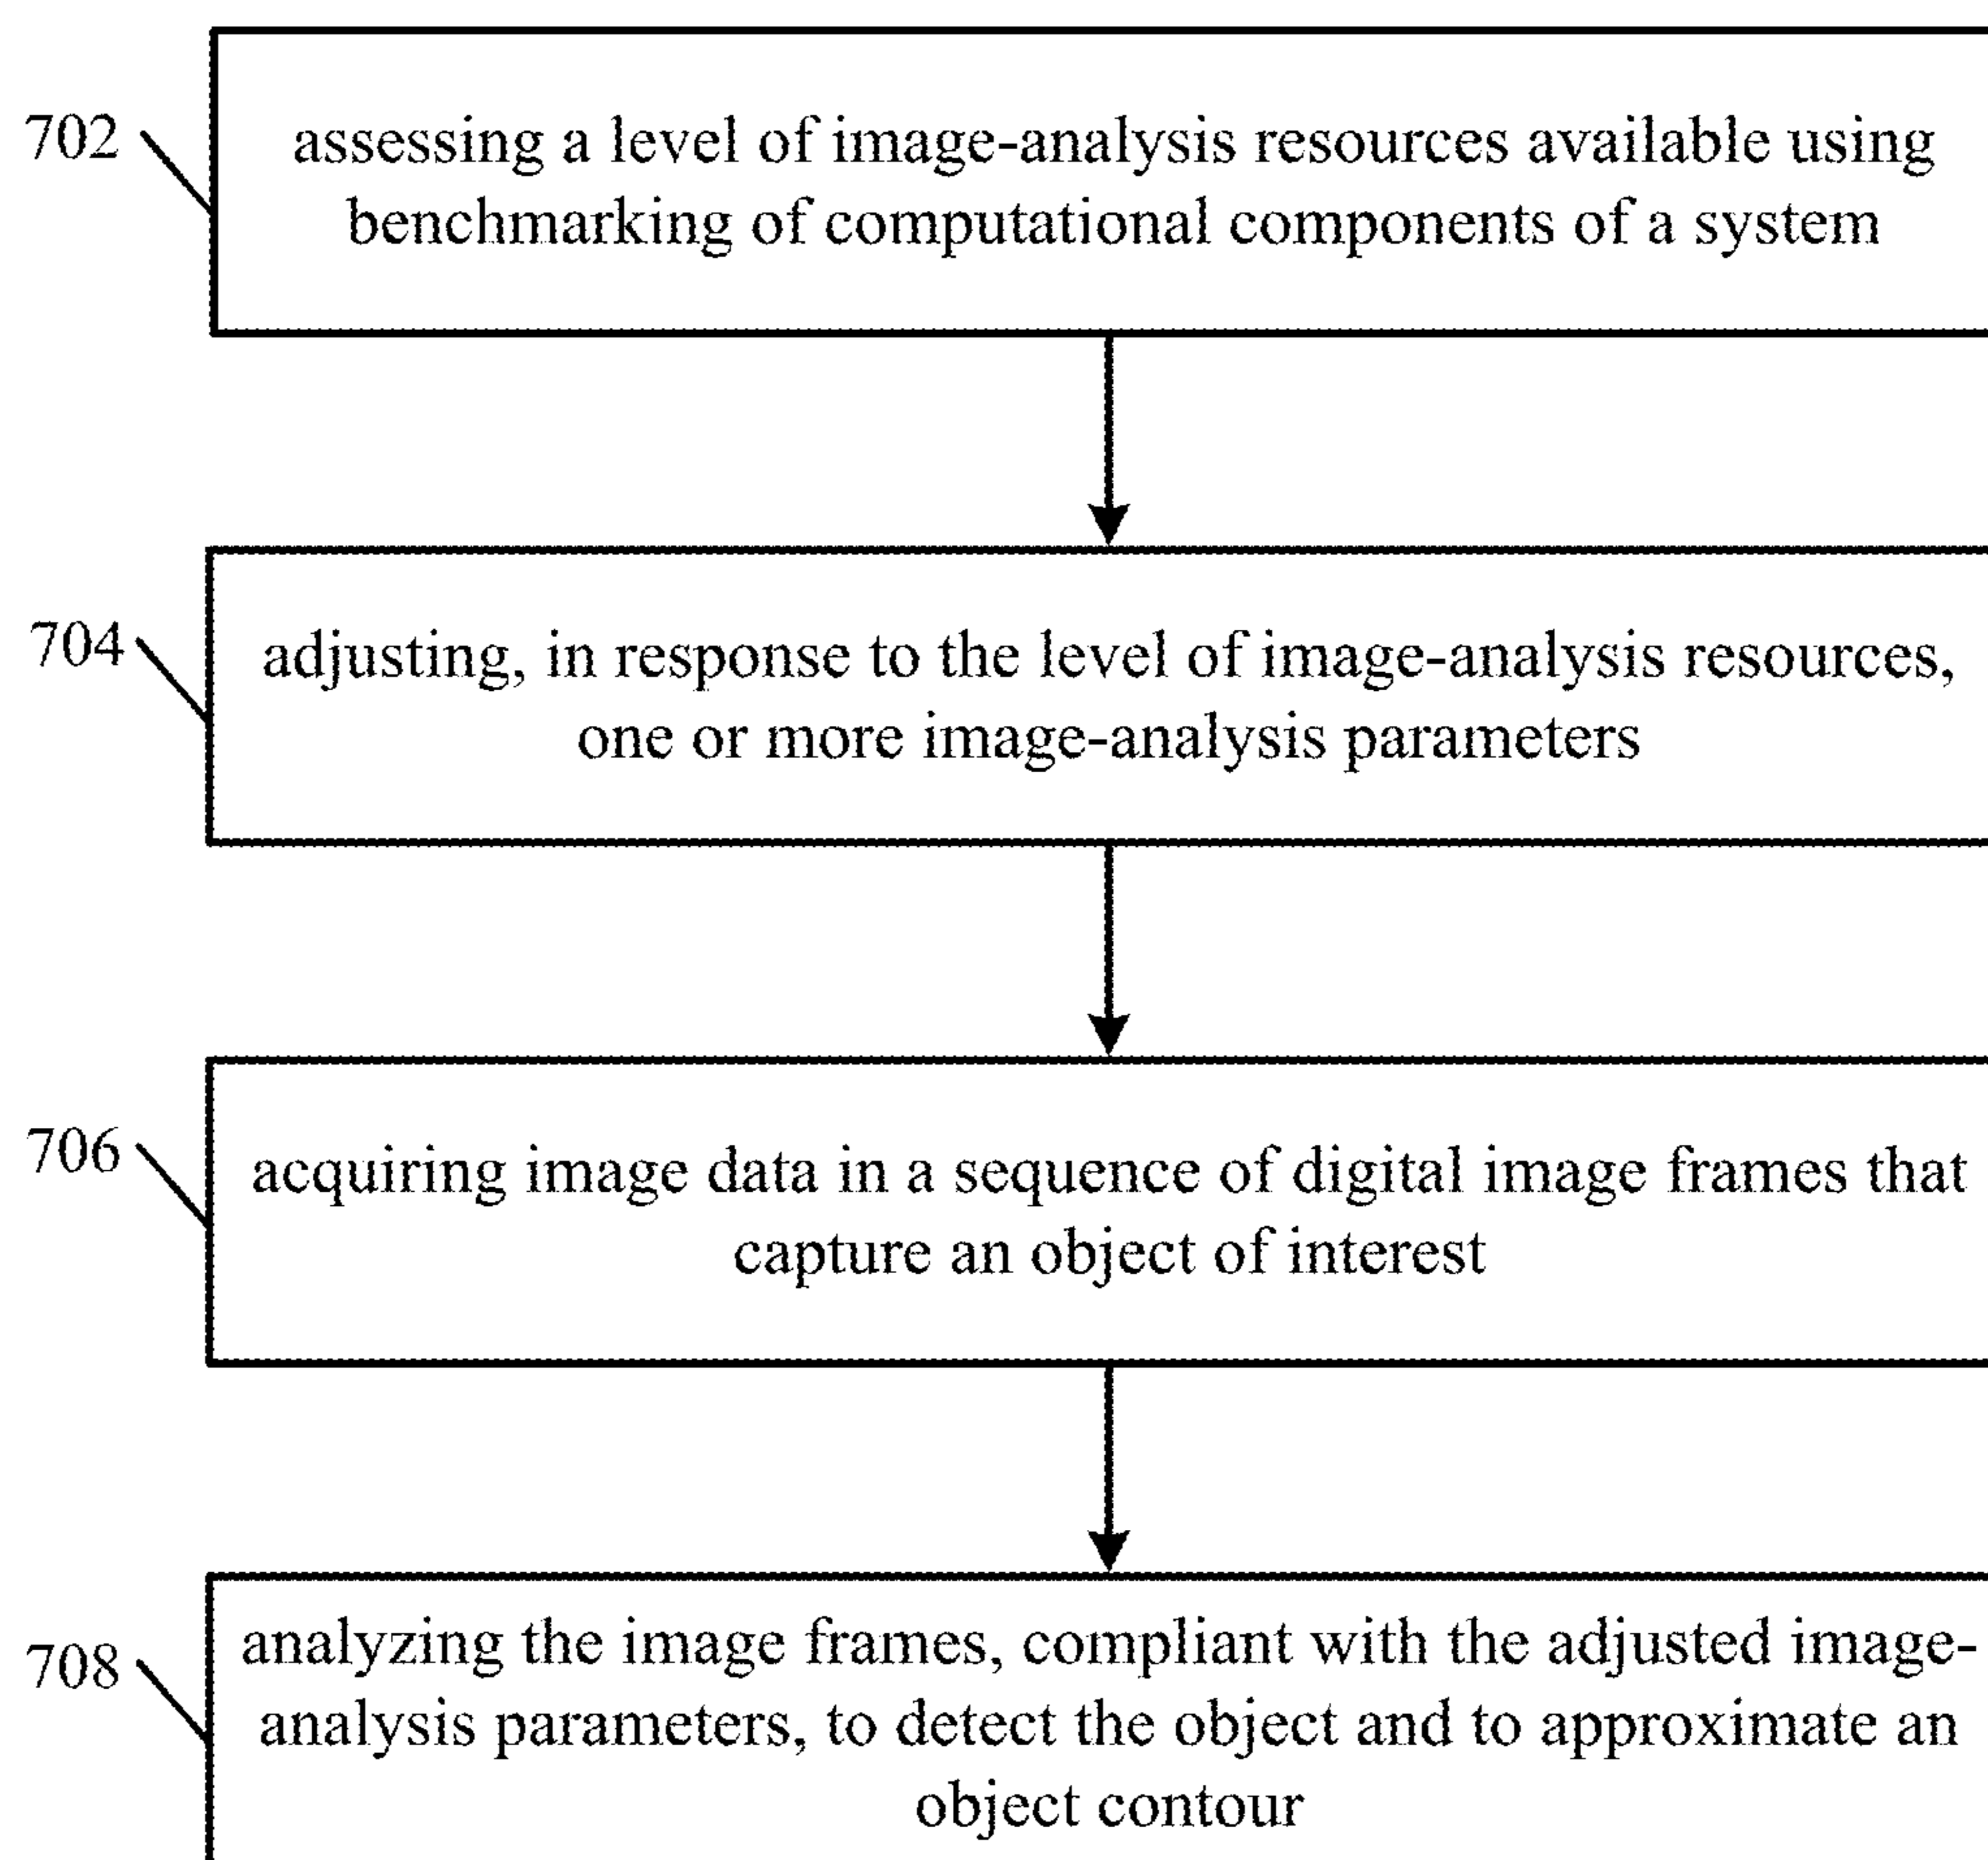 702
assessing a level of image-analysis resources available using
benchmarking of computational components of a system
704
adjusting, in response to the level of image-analysis resources,
one or more image-analysis parameters
706
acquiring image data in a sequence of digital image frames that
capture an object of interest
708
analyzing the image frames, compliant with the adjusted image-
analysis parameters, to detect the object and to approximate an
object contour